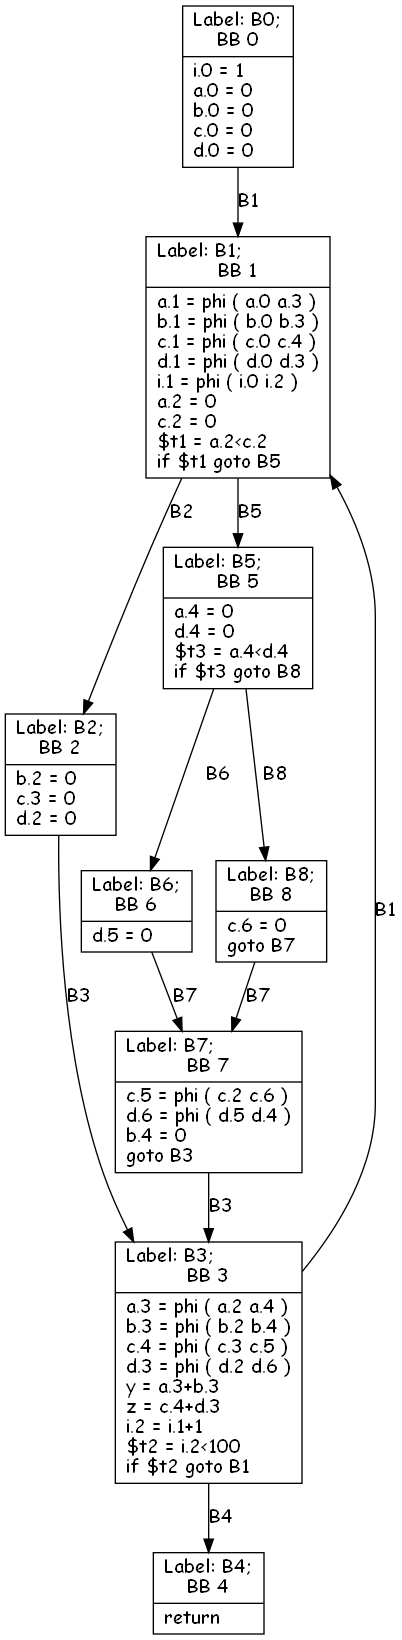 Label: B0;
BB 0
i.0 = 1
a.0 = 0
b.0 = 0
c.0 = 0
d.0 = 0
B1
Label: B1;
BB 1
a.1 = phi ( a.0 a.3 )
b.1 = phi ( b.0 b.3 )
c.1 = phi ( c.0 c.4 )
d.1 = phi ( d.0 d.3 )
i.1 = phi ( i.0 i.2 )
a.2 = 0
c.2 = 0
$t1 = a.2<c.2
if $t1 goto B5
B2
B5
Label: B5;
BB 5
a.4 = 0
d.4 = 0
$t3 = a.4<d.4
if $t3 goto B8
Label: B2;
BB 2
b.2 = 0
c.3 = 0
d.2 = 0
B6
B8
Label: B6;
BB 6
d.5 = 0
Label: B8;
BB 8
c.6 = 0
goto B7
B1
B3
B7
B7
Label: B7;
BB 7
c.5 = phi ( c.2 c.6 )
d.6 = phi ( d.5 d.4 )
b.4 = 0
goto B3
B3
Label: B3;
BB 3
a.3 = phi ( a.2 a.4 )
b.3 = phi ( b.2 b.4 )
c.4 = phi ( c.3 c.5 )
d.3 = phi ( d.2 d.6 )
y = a.3+b.3
z = c.4+d.3
i.2 = i.1+1
$t2 = i.2<100
if $t2 goto B1
B4
Label: B4;
BB 4
return